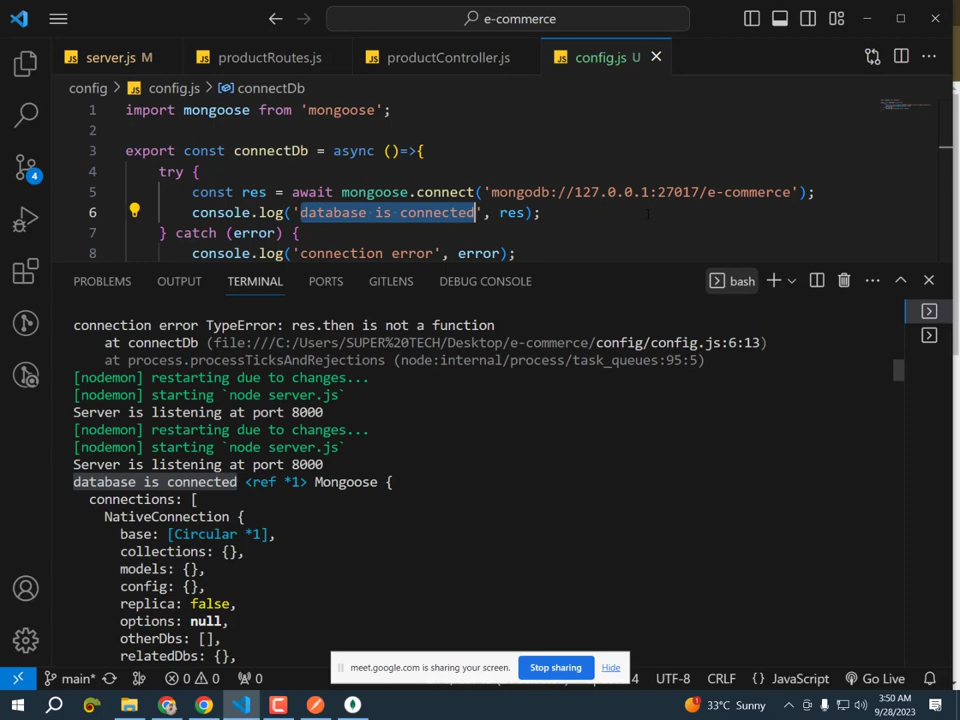 e-commerce
server.js M
productRoutes.js
productController.js
config.js U
config > config.js > connectDb
1 import mongoose from 'mongoose';
2
3 export const connectDb = async ()=>{
4 try {
5 const res = await mongoose.connect('mongodb://127.0.0.1:27017/e-commerce');
6 console.log('database is connected', res);
7 } catch (error) {
8 console.log('connection error', error);
PROBLEMS OUTPUT TERMINAL PORTS GITLENS DEBUG CONSOLE
bash
connection error TypeError: res.then is not a function
at connectDb (file:///C:/Users/SUPER%20TECH/Desktop/e-commerce/config/config.js:6:13)
at process.processTicksAndRejections (node:internal/process/task_queues:95:5)
[nodemon] restarting due to changes...
[nodemon] starting `node server.js`
Server is listening at port 8000
[nodemon] restarting due to changes...
[nodemon] starting `node server.js`
Server is listening at port 8000
database is connected <ref *1> Mongoose {
connections: [
NativeConnection {
base: [Circular *1],
collections: {},
models: {},
config: {},
replica: false,
options: null,
otherDbs: [],
relatedDbs: {},
4
meet.google.com is sharing your screen. Stop sharing Hide
main* 0 0 0 4 UTF-8 CRLF {} JavaScript Go Live
33°C Sunny
3:50 AM
9/28/2023